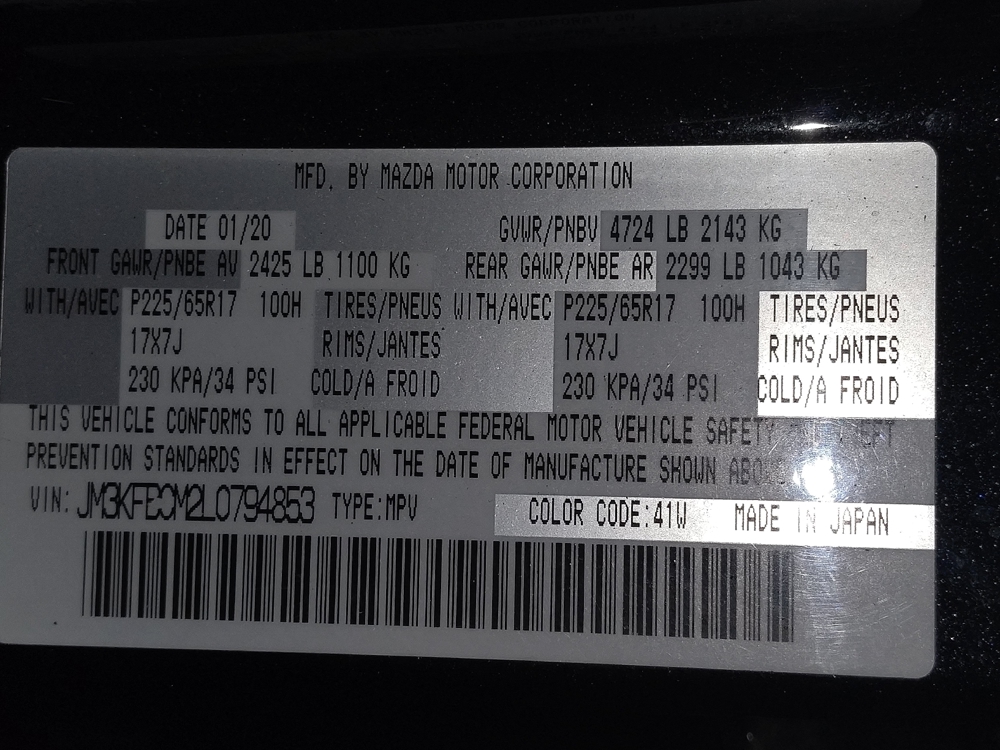 MFD. BY MAZDA MOTOR CORPORATION
DATE 01/20 GVWR/PNBV 4724 LB 2143 KG
FRONT GAWR/PNBE AV 2425 LB 1100 KG REAR GAWR/PNBE AR 2299 LB 1043 KG
WITH/AVEC P225/65R17 100H TIRES/PNEUS WITH/AVEC P225/65R17 100H TIRES/PNEUS
17X7J RIMS/JANTES 17X7J RIMS/JANTES
230 KPA/34 PSI COLD/A FROID 230 KPA/34 PSI COLD/A FROID
THIS VEHICLE CONFORMS TO ALL APPLICABLE FEDERAL MOTOR VEHICLE SAFETY AND THEFT
PREVENTION STANDARDS IN EFFECT ON THE DATE OF MANUFACTURE SHOWN
VIN: JM3KFBCM2L0794853 TYPE:MPV COLOR CODE:41W MADE IN JAPAN